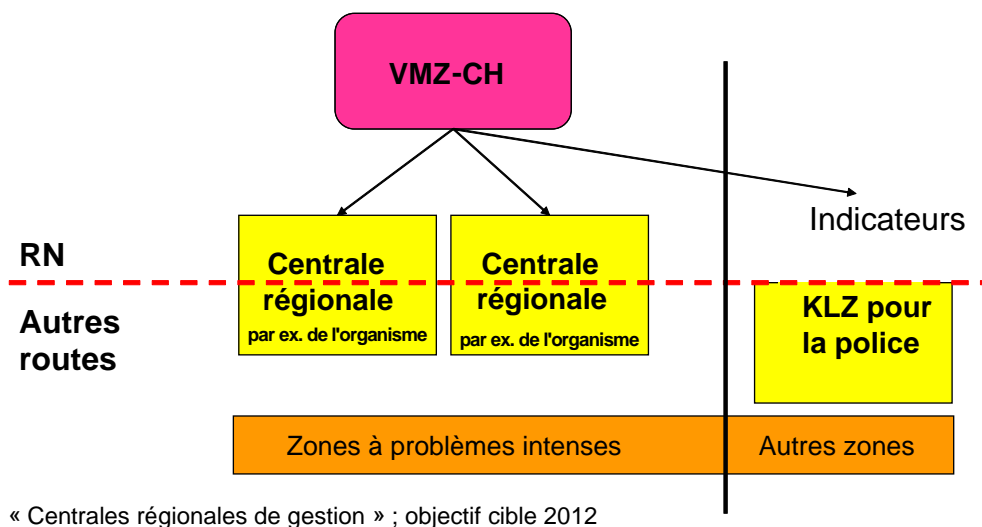 VMZ-CH
Indicateurs
RN
Centrale
régionale
par ex. de l'organisme
Centrale
régionale
par ex. de l'organisme
Autres
routes
KLZ pour
la police
Zones à problèmes intenses
Autres zones
« Centrales régionales de gestion » ; objectif cible 2012